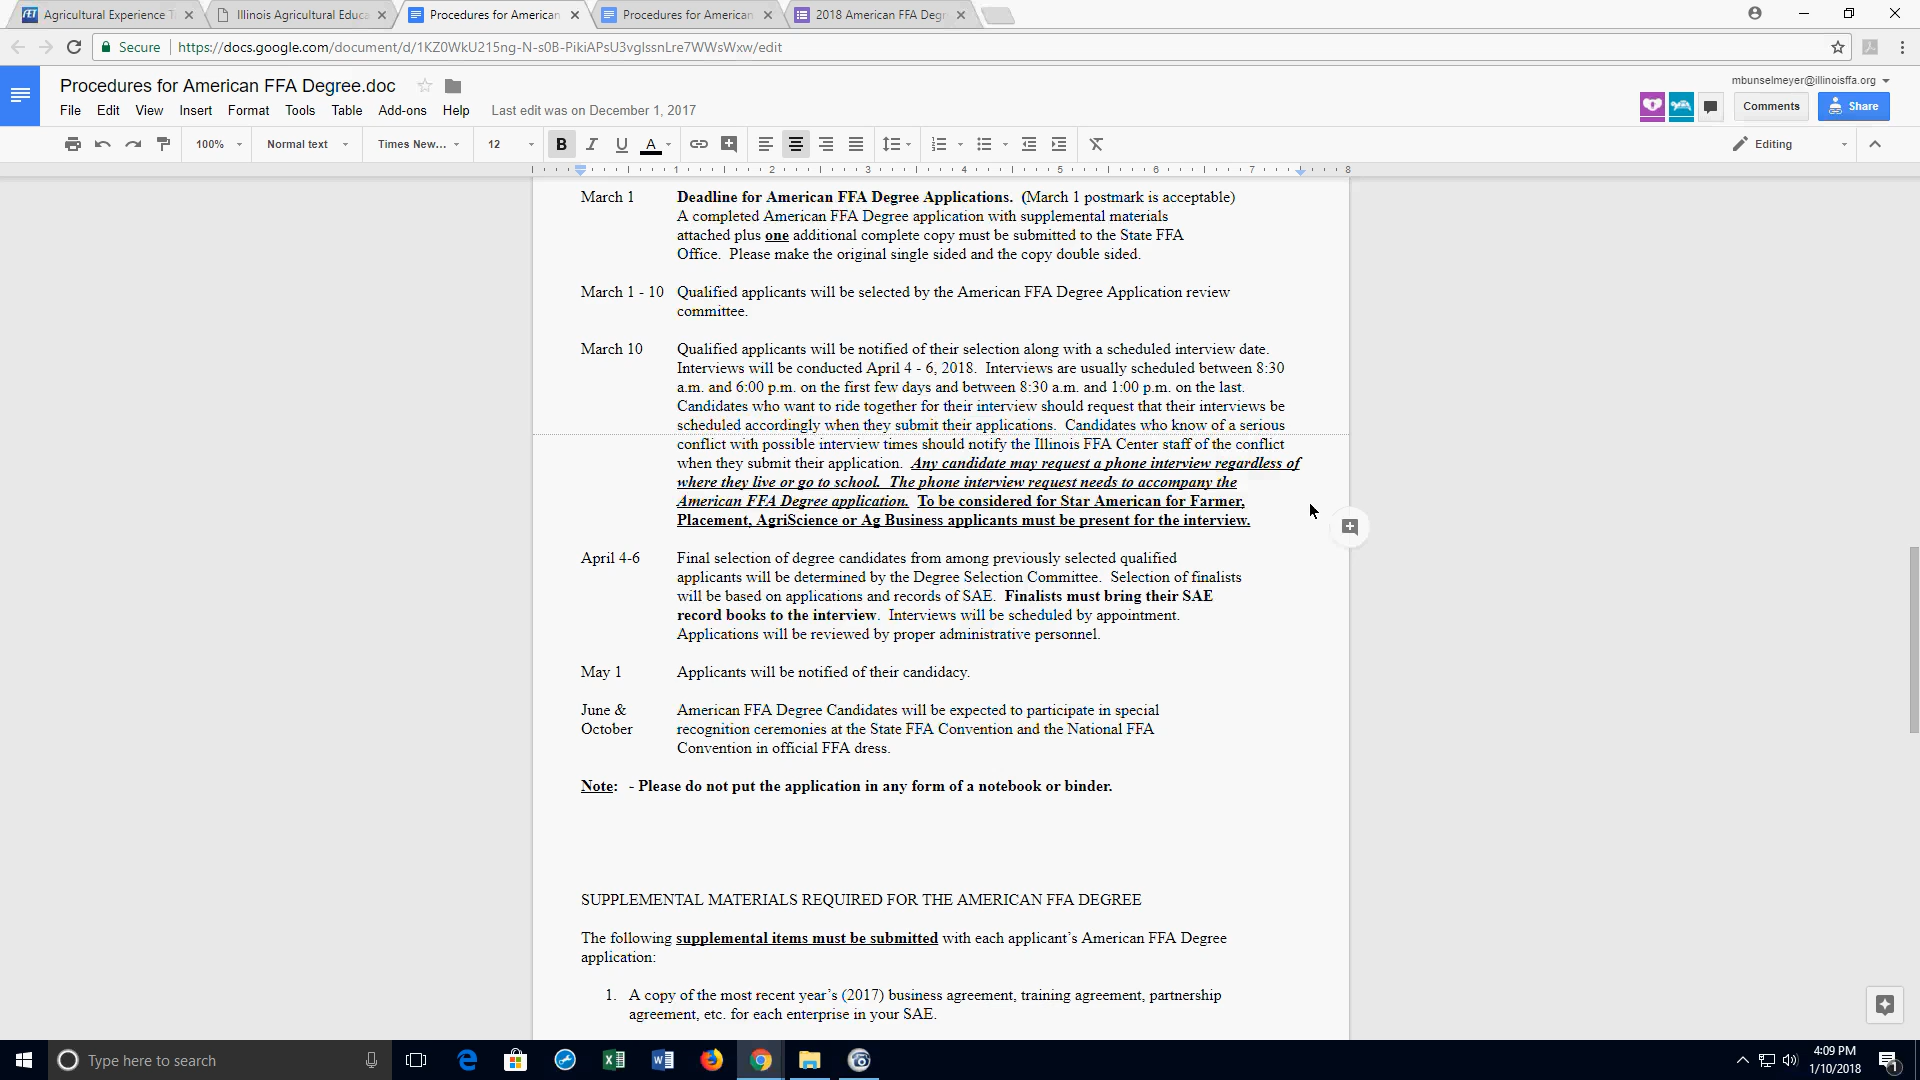 Agricultural Experience T
Illinois Agricultural Educa
Procedures for American
Procedures for American
2018 American FFA Degr
Secure
https://docs.google.com/document/d/1KZ0WkU215ng-N-s0B-PikiAPsU3vglssnLre7WWsWxw/edit
Procedures for American FFA Degree.doc
mbunselmeyer@illinoisffa.org
File Edit View Insert Format Tools Table Add-ons Help Last edit was on December 1, 2017
Comments
Share
100% Normal text Times New... 12 B I U A
Editing
1 2 3 4 5 6 7 8
March 1 Deadline for American FFA Degree Applications. (March 1 postmark is acceptable)
A completed American FFA Degree application with supplemental materials
attached plus one additional complete copy must be submitted to the State FFA
Office. Please make the original single sided and the copy double sided.
March 1 - 10 Qualified applicants will be selected by the American FFA Degree Application review
committee.
March 10 Qualified applicants will be notified of their selection along with a scheduled interview date.
Interviews will be conducted April 4 - 6, 2018. Interviews are usually scheduled between 8:30
a.m. and 6:00 p.m. on the first few days and between 8:30 a.m. and 1:00 p.m. on the last.
Candidates who want to ride together for their interview should request that their interviews be
scheduled accordingly when they submit their applications. Candidates who know of a serious
conflict with possible interview times should notify the Illinois FFA Center staff of the conflict
when they submit their application. Any candidate may request a phone interview regardless of
where they live or go to school. The phone interview request needs to accompany the
American FFA Degree application. To be considered for Star American for Farmer,
Placement, AgriScience or Ag Business applicants must be present for the interview.
April 4-6 Final selection of degree candidates from among previously selected qualified
applicants will be determined by the Degree Selection Committee. Selection of finalists
will be based on applications and records of SAE. Finalists must bring their SAE
record books to the interview. Interviews will be scheduled by appointment.
Applications will be reviewed by proper administrative personnel.
May 1 Applicants will be notified of their candidacy.
June & American FFA Degree Candidates will be expected to participate in special
October recognition ceremonies at the State FFA Convention and the National FFA
Convention in official FFA dress.
Note: - Please do not put the application in any form of a notebook or binder.
SUPPLEMENTAL MATERIALS REQUIRED FOR THE AMERICAN FFA DEGREE
The following supplemental items must be submitted with each applicant's American FFA Degree
application:
1. A copy of the most recent year's (2017) business agreement, training agreement, partnership
agreement, etc. for each enterprise in your SAE.
Type here to search
4:09 PM
1/10/2018
1